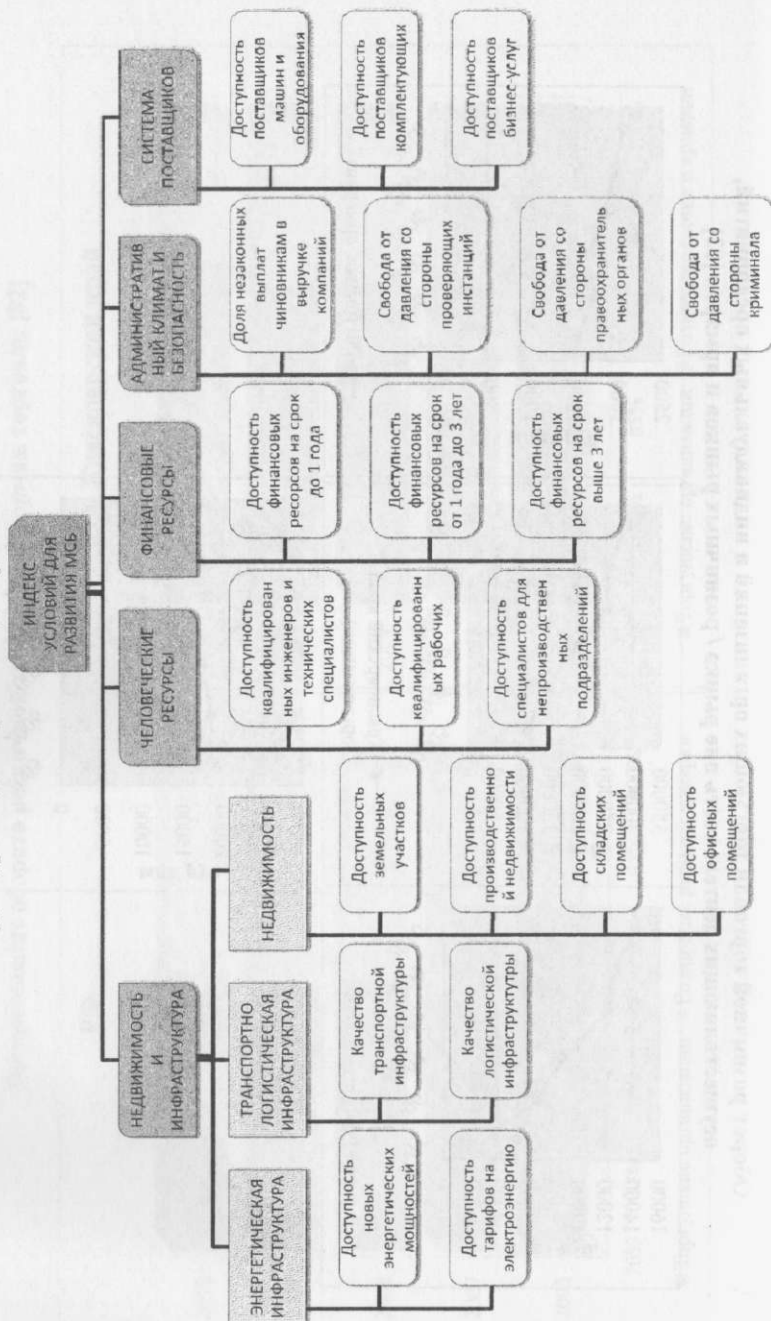 ИНДЕКС
УСЛОВИЙ ДЛЯ
РАЗВИТИЯ МСБ
НЕДВИЖИМОСТЬ
И
ИНФРАСТРУКТУРА
ЭНЕРГЕТИЧЕСКАЯ
ИНФРАСТРУКТУРА
Доступность
новых
энергетических
мощностей
Доступность
тарифов на
электроэнергию
ТРАНСПОРТНО
ЛОГИСТИЧЕСКАЯ
ИНФРАСТРУКТУРА
Качество
транспортной
инфраструктуры
Качество
логистической
инфраструктутры
НЕДВИЖИМОСТЬ
Доступность
земельных
участков
Доступность
производственно
й недвижимости
Доступность
складских
помещений
Доступность
офисных
помещений
ЧЕЛОВЕЧЕСКИЕ
РЕСУРСЫ
Доступность
квалифицирован
ных инженеров и
технических
специалистов
Доступность
квалифицированн
ых рабочих
Доступность
специалистов для
непроизводствен
ных
подразделений
ФИНАНСОВЫЕ
РЕСУРСЫ
Доступность
финансовых
ресорсов на срок
до 1 года
Доступность
финансовых
ресурсов на срок
от 1 года до 3 лет
Доступность
финансовых
ресурсов на срок
выше 3 лет
АДМИНИСТРАТИВ
НЫЙ КЛИМАТ И
БЕЗОПАСНОСТЬ
Доля незаконных
выплат
чиновникам в
выручке
компаний
Свобода от
давления со
стороны
проверяющих
инстанций
Свобода от
давления со
стороны
правоохранитель
ных органов
Свобода от
давления со
стороны
криминала
СИСТЕМА
ПОСТАВЩИКОВ
Доступность
поставщиков
машин и
оборудования
Доступность
поставщиков
комплектующих
Доступность
поставщиков
бизнес-услуг